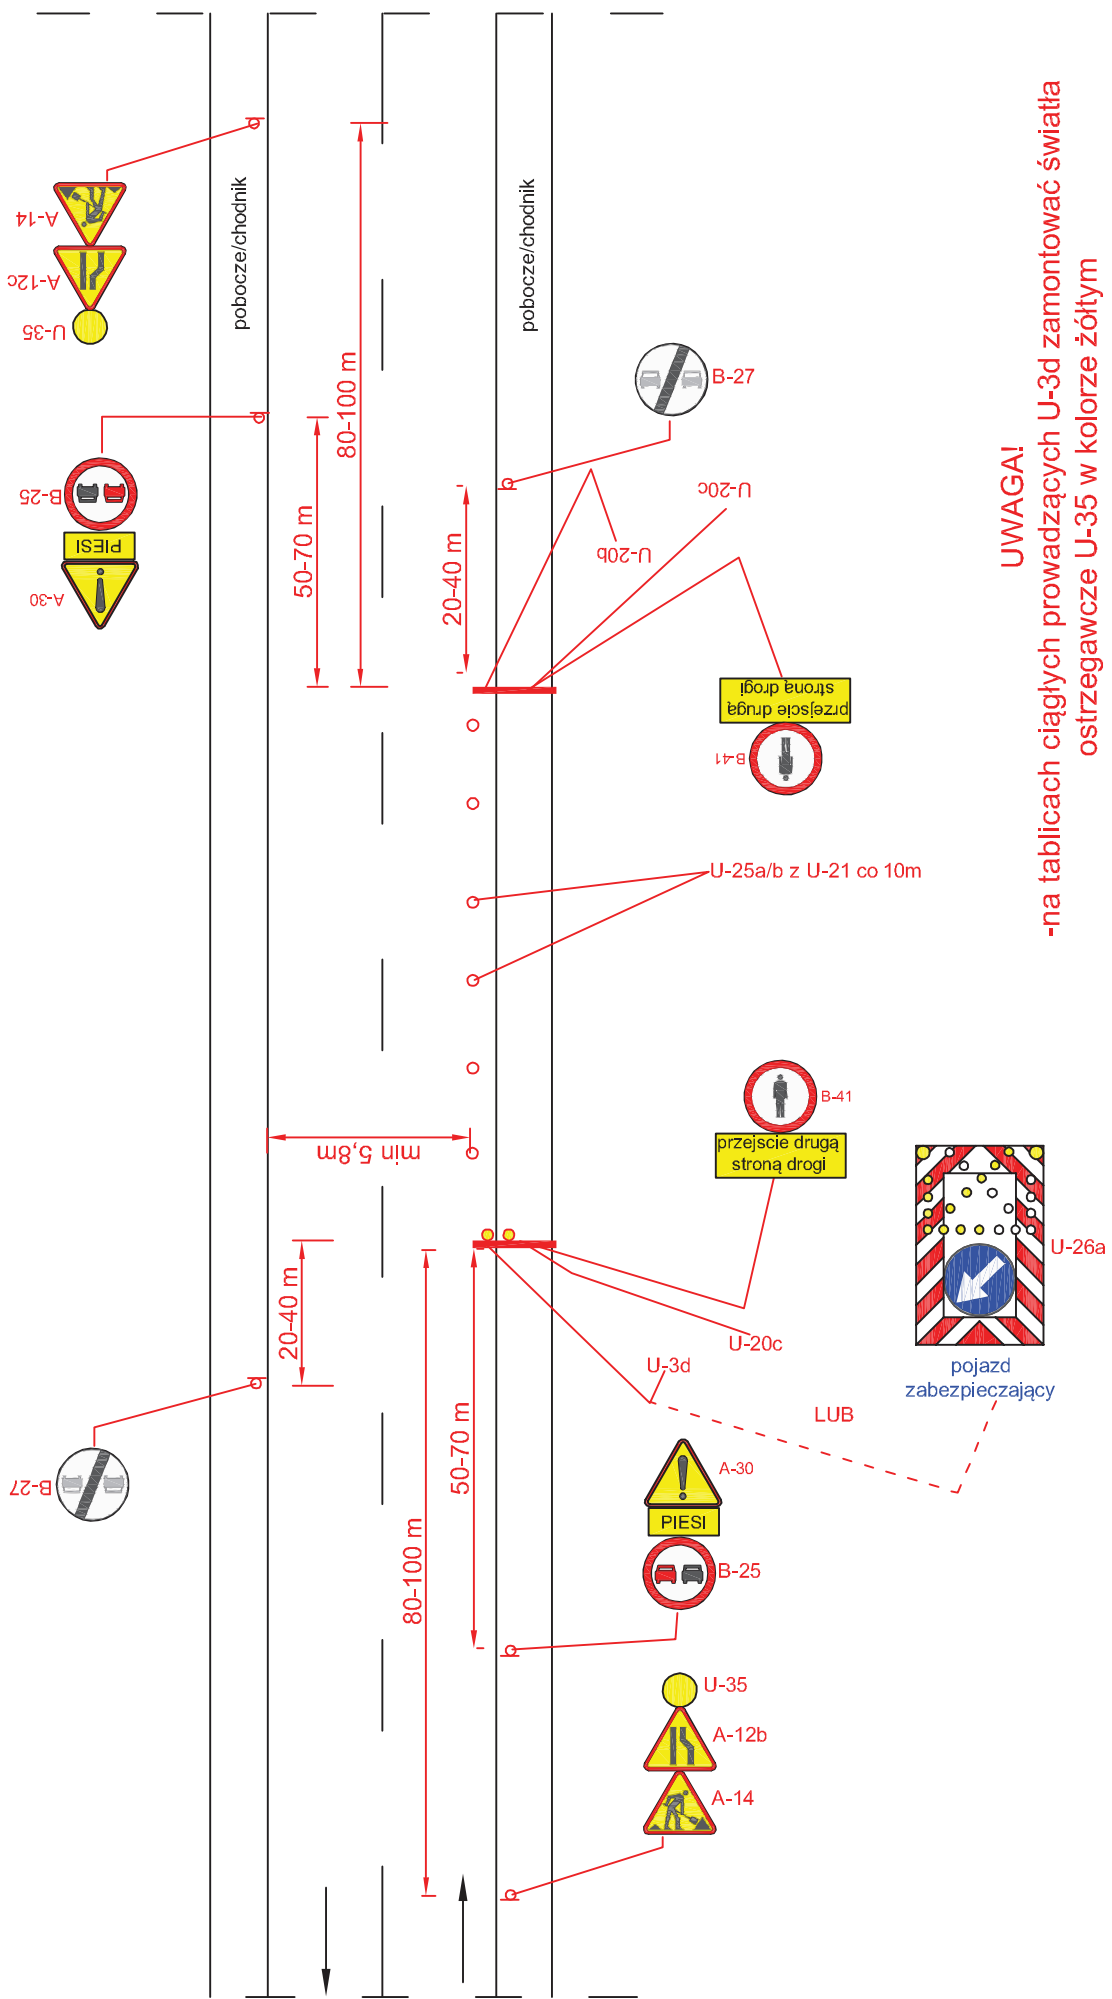 A-14
A-12c
U-35
pobocze/chodnik
pobocze/chodnik
80-100 m
B-27
B-25
PIESI
A-30
50-70 m
20-40 m
U-20c
U-20b
przejscie drugą
stroną drogi
B-41
UWAGA!
-na tablicach ciągłych prowadzących U-3d zamontować światła
ostrzegawcze U-35 w kolorze żółtym
U-25a/b z U-21 co 10m
min 5,8m
B-41
przejscie drugą
stroną drogi
U-26a
20-40 m
U-20c
U-3d
pojazd
zabezpieczający
LUB
B-27
50-70 m
A-30
PIESI
B-25
80-100 m
U-35
A-12b
A-14